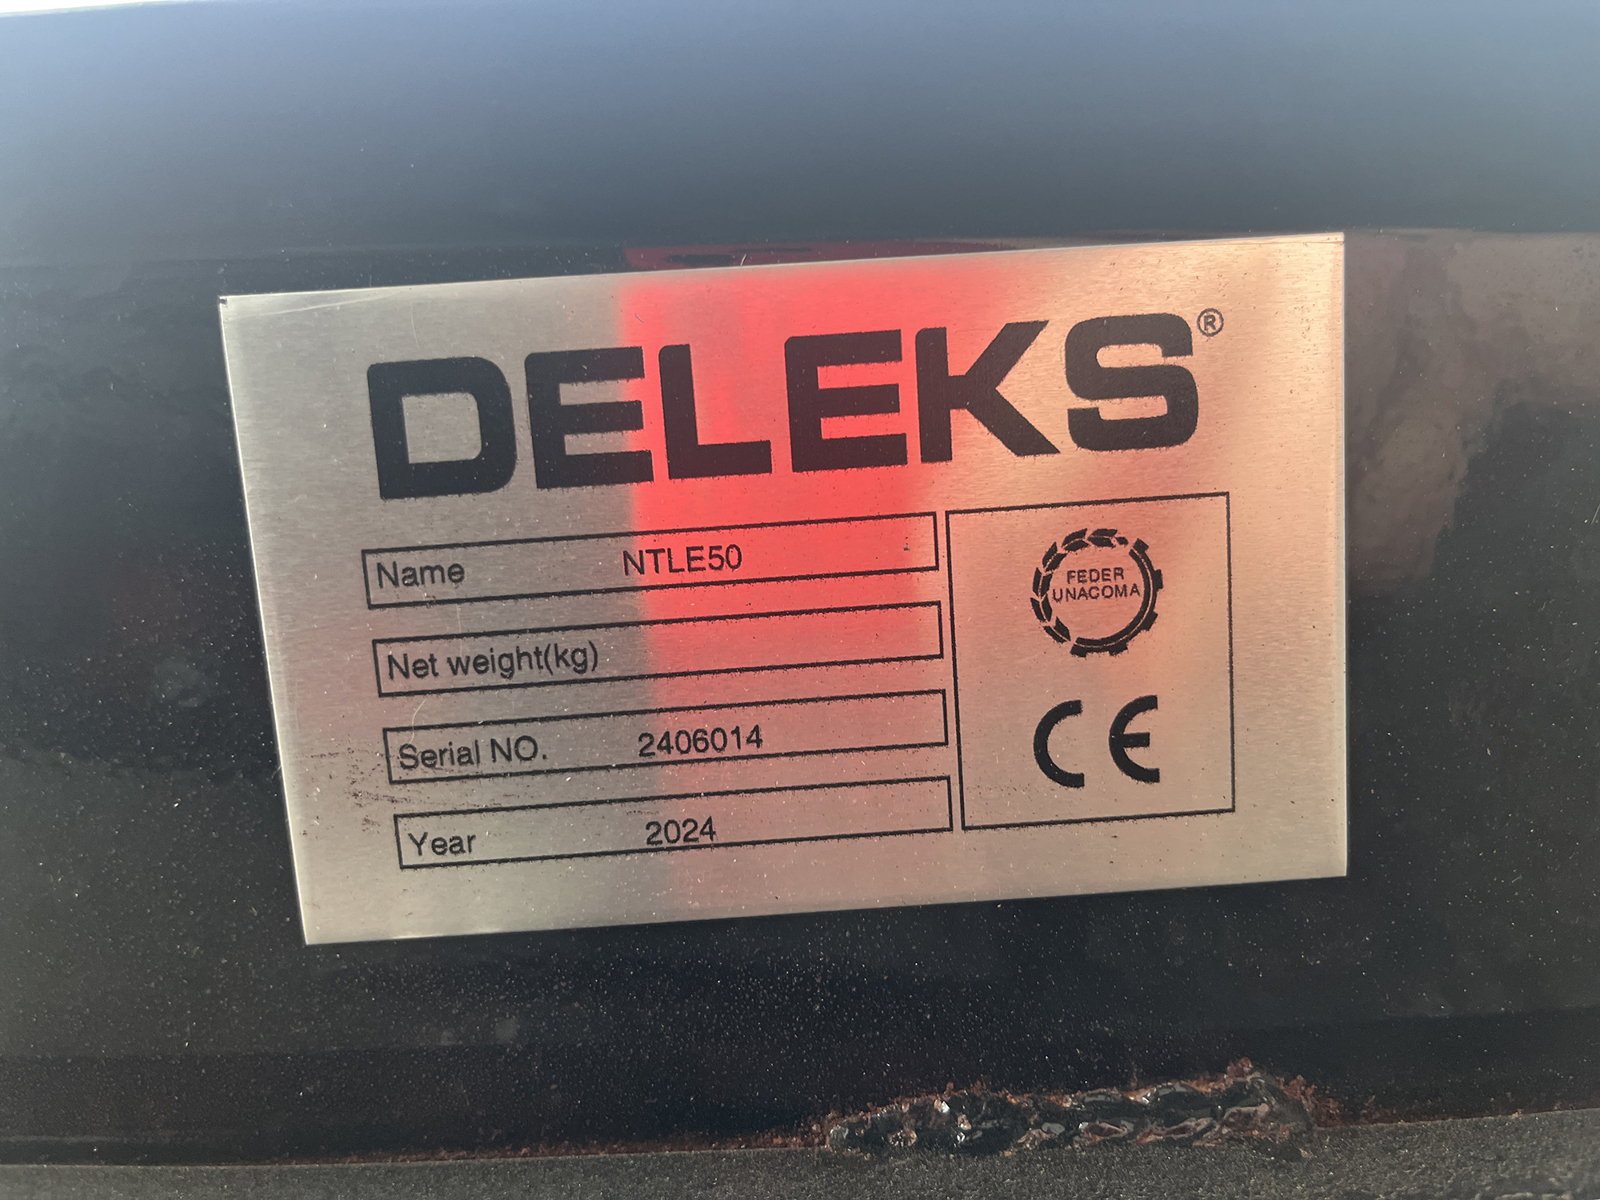 DELEKS®
Name NTLE50
Net weight(kg)
Serial NO. 2406014
Year 2024
FEDER
UNACOMA
CE